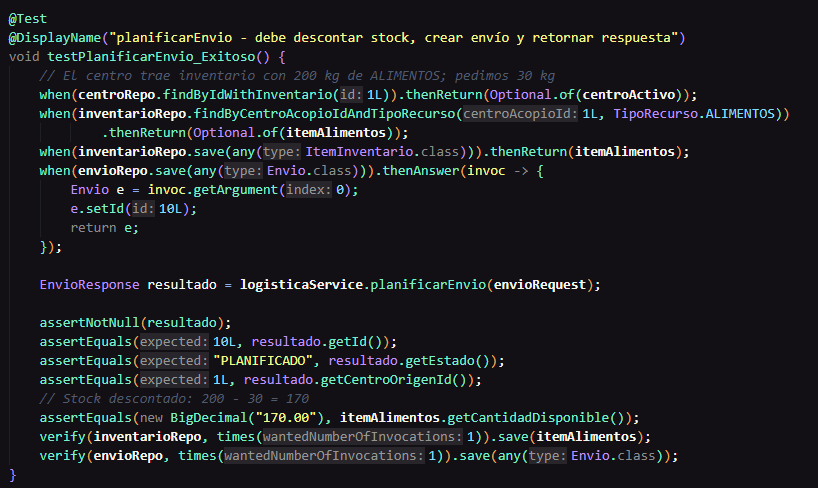 @Test
@DisplayName("planificarEnvio - debe descontar stock, crear envío y retornar respuesta")
void testPlanificarEnvio_Exitoso() {
    // El centro trae inventario con 200 kg de ALIMENTOS; pedimos 30 kg
    when(centroRepo.findByIdWithInventario(id: 1L)).thenReturn(Optional.of(centroActivo));
    when(inventarioRepo.findByCentroAcopioIdAndTipoRecurso(centroAcopioId: 1L, TipoRecurso.ALIMENTOS))
            .thenReturn(Optional.of(itemAlimentos));
    when(inventarioRepo.save(any(type: ItemInventario.class))).thenReturn(itemAlimentos);
    when(envioRepo.save(any(type: Envio.class))).thenAnswer(invoc -> {
        Envio e = invoc.getArgument(index: 0);
        e.setId(id: 10L);
        return e;
    });

    EnvioResponse resultado = logisticaService.planificarEnvio(envioRequest);

    assertNotNull(resultado);
    assertEquals(expected: 10L, resultado.getId());
    assertEquals(expected: "PLANIFICADO", resultado.getEstado());
    assertEquals(expected: 1L, resultado.getCentroOrigenId());
    // Stock descontado: 200 - 30 = 170
    assertEquals(new BigDecimal("170.00"), itemAlimentos.getCantidadDisponible());
    verify(inventarioRepo, times(wantedNumberOfInvocations: 1)).save(itemAlimentos);
    verify(envioRepo, times(wantedNumberOfInvocations: 1)).save(any(type: Envio.class));
}